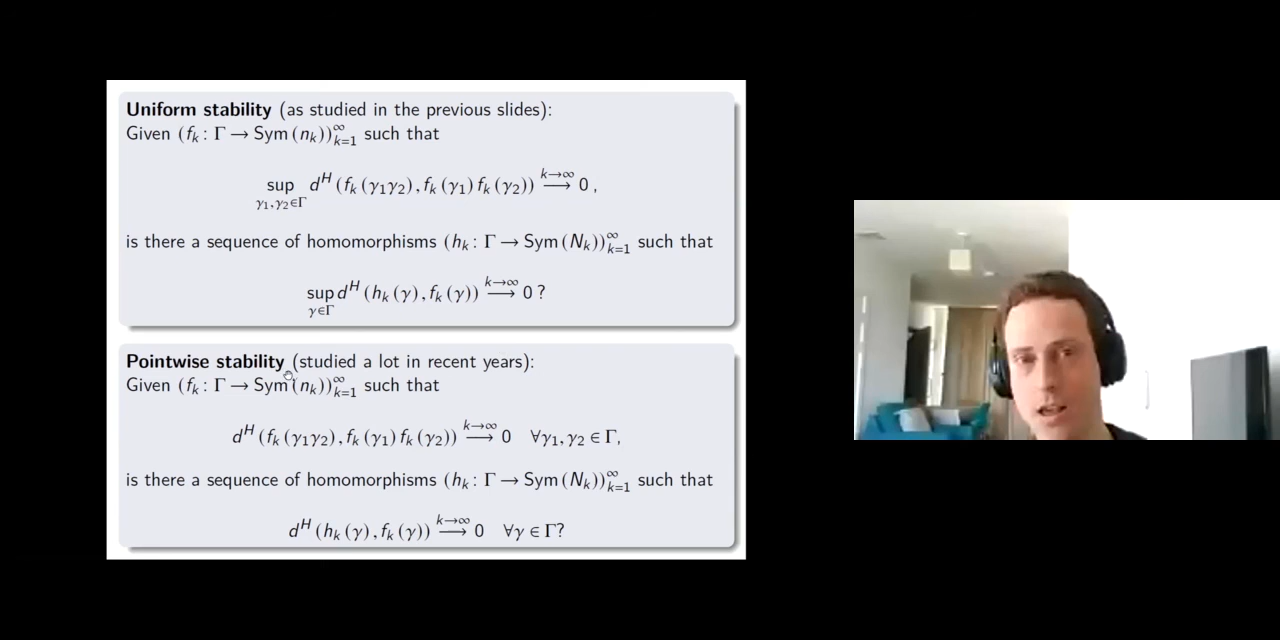 Uniform stability (as studied in the previous slides):
Given (f_k : Γ → Sym(n_k))_{k=1}^∞ such that
sup_{γ₁,γ₂∈Γ} d^H(f_k(γ₁γ₂), f_k(γ₁) f_k(γ₂)) →^{k→∞} 0,
is there a sequence of homomorphisms (h_k : Γ → Sym(N_k))_{k=1}^∞ such that
sup_{γ∈Γ} d^H(h_k(γ), f_k(γ)) →^{k→∞} 0 ?
Pointwise stability (studied a lot in recent years):
Given (f_k : Γ → Sym(n_k))_{k=1}^∞ such that
d^H(f_k(γ₁γ₂), f_k(γ₁) f_k(γ₂)) →^{k→∞} 0 ∀γ₁, γ₂ ∈ Γ,
is there a sequence of homomorphisms (h_k : Γ → Sym(N_k))_{k=1}^∞ such that
d^H(h_k(γ), f_k(γ)) →^{k→∞} 0 ∀γ ∈ Γ?